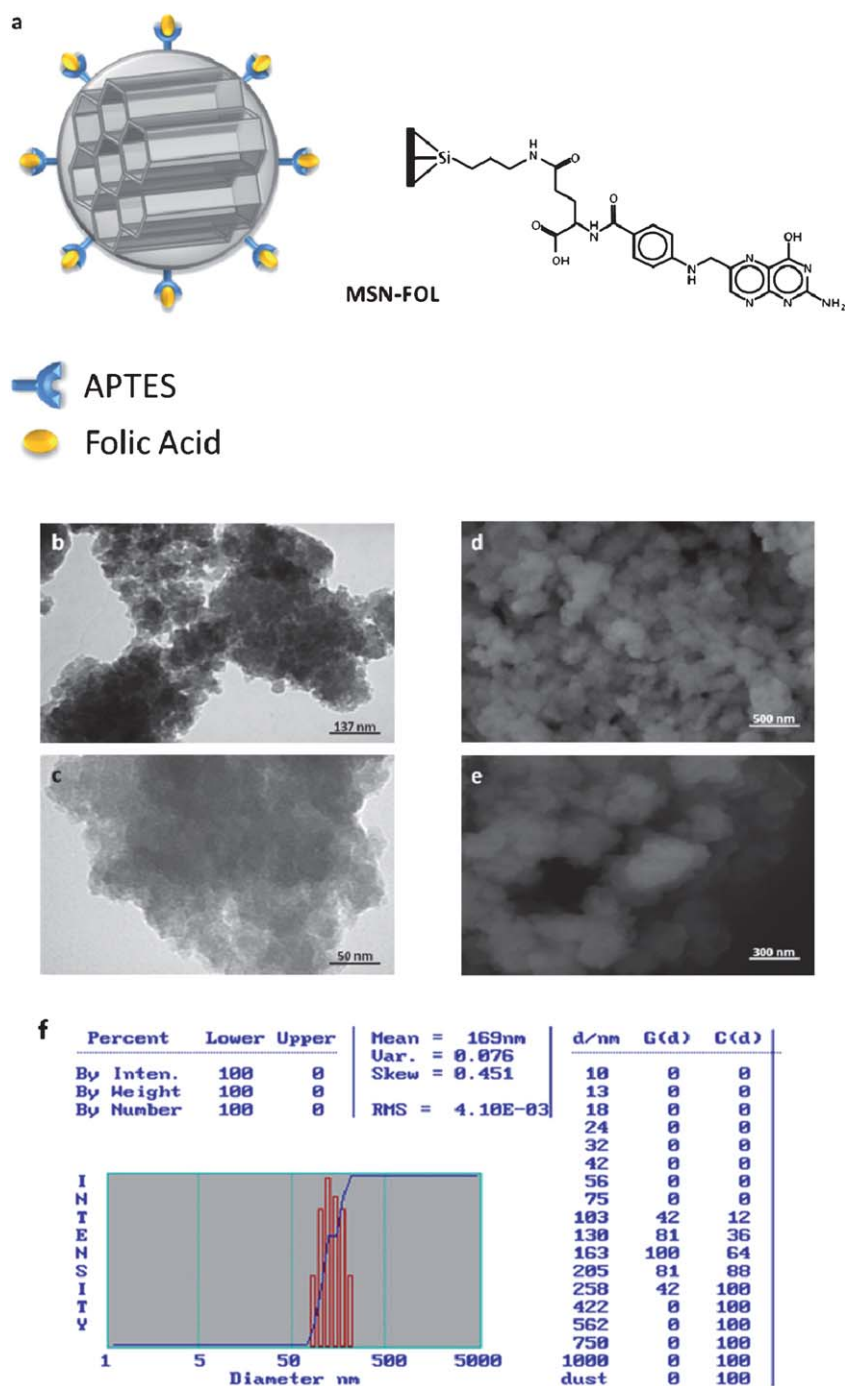 a
Si
H
N
O
O
OH
O
N
H
N
H
N
N
OH
N
N
NH2
MSN-FOL
APTES
Folic Acid
b
137 nm
d
500 nm
c
50 nm
e
300 nm
f
Percent Lower Upper
By Inten. 100 0
By Weight 100 0
By Number 100 0
Mean = 169nm
Var. = 0.076
Skew = 0.451
RMS = 4.10E-03
d/nm G(d) C(d)
10 0 0
13 0 0
18 0 0
24 0 0
32 0 0
42 0 0
56 0 0
75 0 0
103 42 12
130 81 36
163 100 64
205 81 88
258 42 100
422 0 100
562 0 100
750 0 100
1000 0 100
dust 0 100
INTENSITY
1 5 50 500 5000
Diameter nm